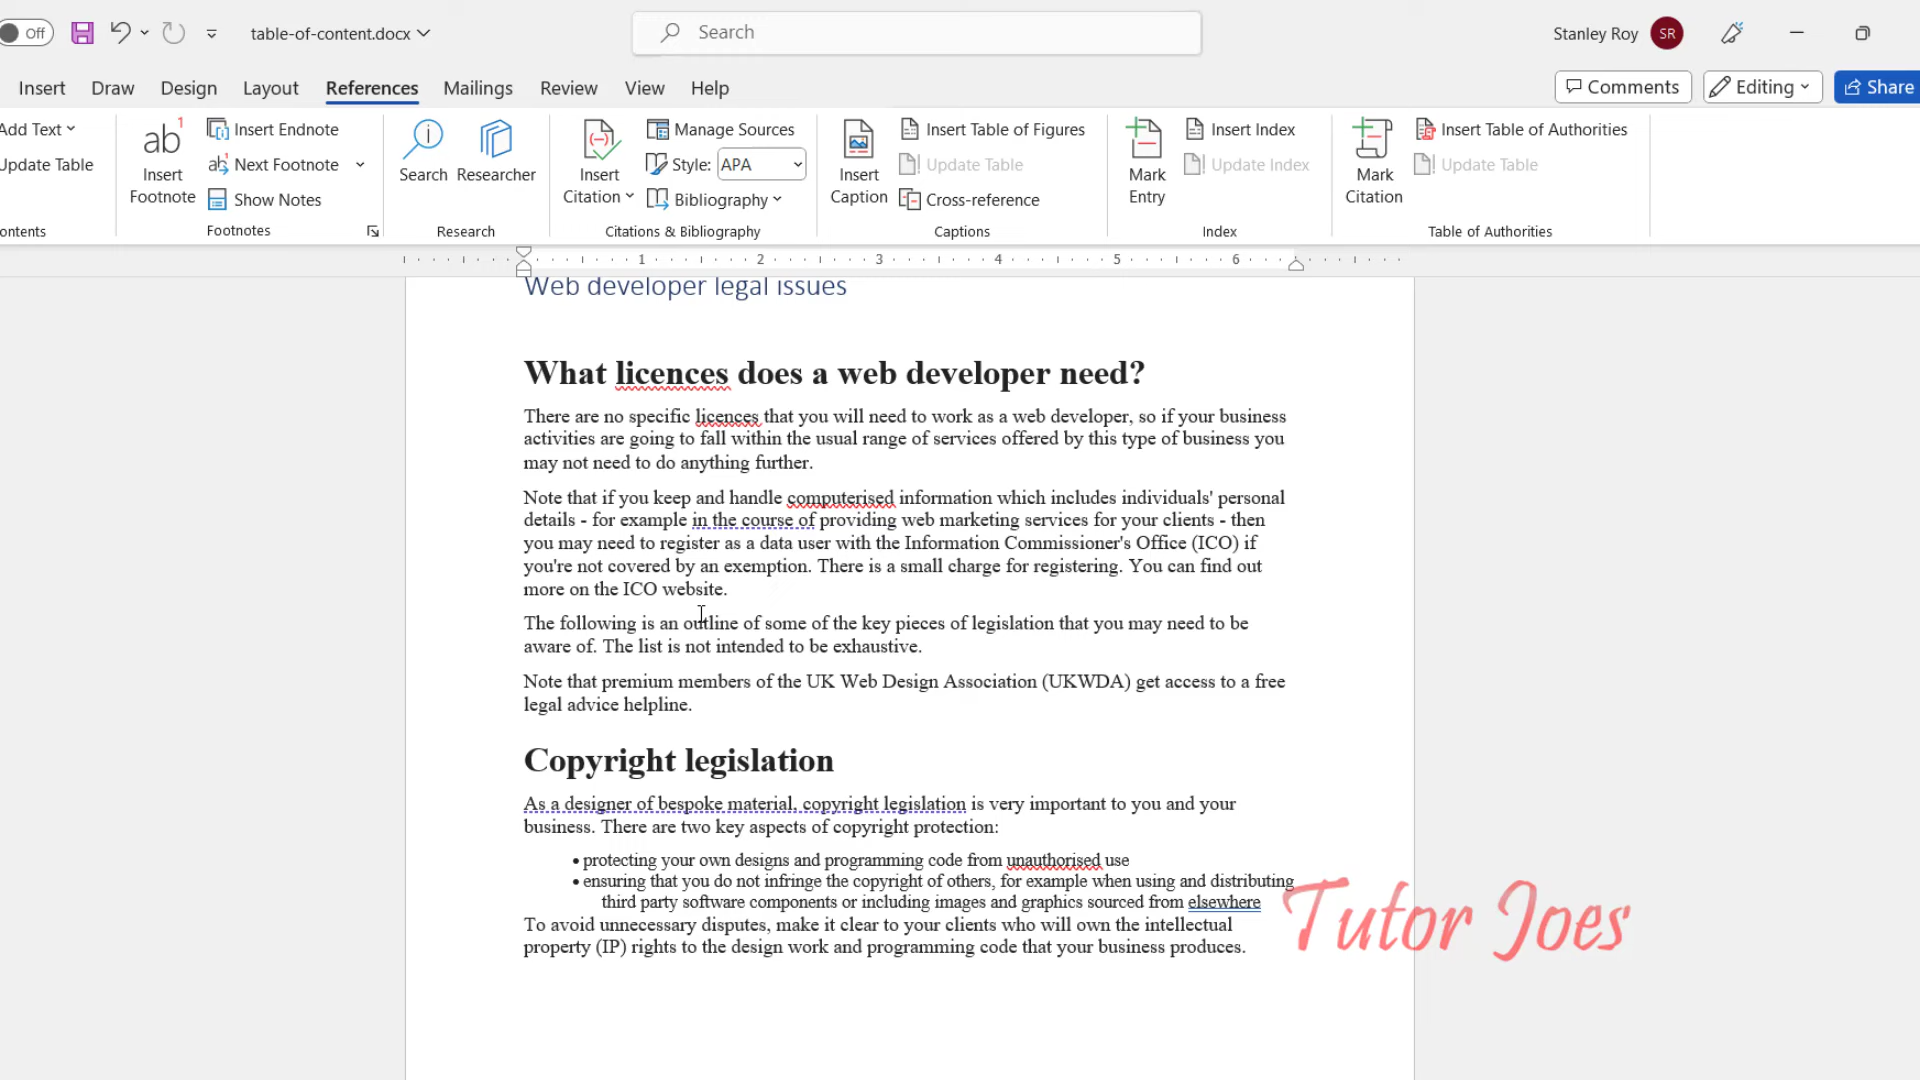 Off
table-of-content.docx
Search
Stanley Roy
SR
Insert
Draw
Design
Layout
References
Mailings
Review
View
Help
Comments
Editing
Share
Add Text
Update Table
ontents
ab 1
Insert
Footnote
Insert Endnote
ab Next Footnote
Show Notes
Footnotes
Search
Researcher
Research
Insert
Citation
Manage Sources
Style: APA
Bibliography
Citations & Bibliography
Insert
Caption
Insert Table of Figures
Update Table
Cross-reference
Captions
Mark
Entry
Insert Index
Update Index
Index
Mark
Citation
Insert Table of Authorities
Update Table
Table of Authorities
1 2 3 4 5 6
Web developer legal issues
What licences does a web developer need?
There are no specific licences that you will need to work as a web developer, so if your business
activities are going to fall within the usual range of services offered by this type of business you
may not need to do anything further.
Note that if you keep and handle computerised information which includes individuals' personal
details - for example in the course of providing web marketing services for your clients - then
you may need to register as a data user with the Information Commissioner's Office (ICO) if
you're not covered by an exemption. There is a small charge for registering. You can find out
more on the ICO website.
The following is an outline of some of the key pieces of legislation that you may need to be
aware of. The list is not intended to be exhaustive.
Note that premium members of the UK Web Design Association (UKWDA) get access to a free
legal advice helpline.
Copyright legislation
As a designer of bespoke material, copyright legislation is very important to you and your
business. There are two key aspects of copyright protection:
• protecting your own designs and programming code from unauthorised use
• ensuring that you do not infringe the copyright of others, for example when using and distributing
third party software components or including images and graphics sourced from elsewhere
To avoid unnecessary disputes, make it clear to your clients who will own the intellectual
property (IP) rights to the design work and programming code that your business produces.
Tutor Joes